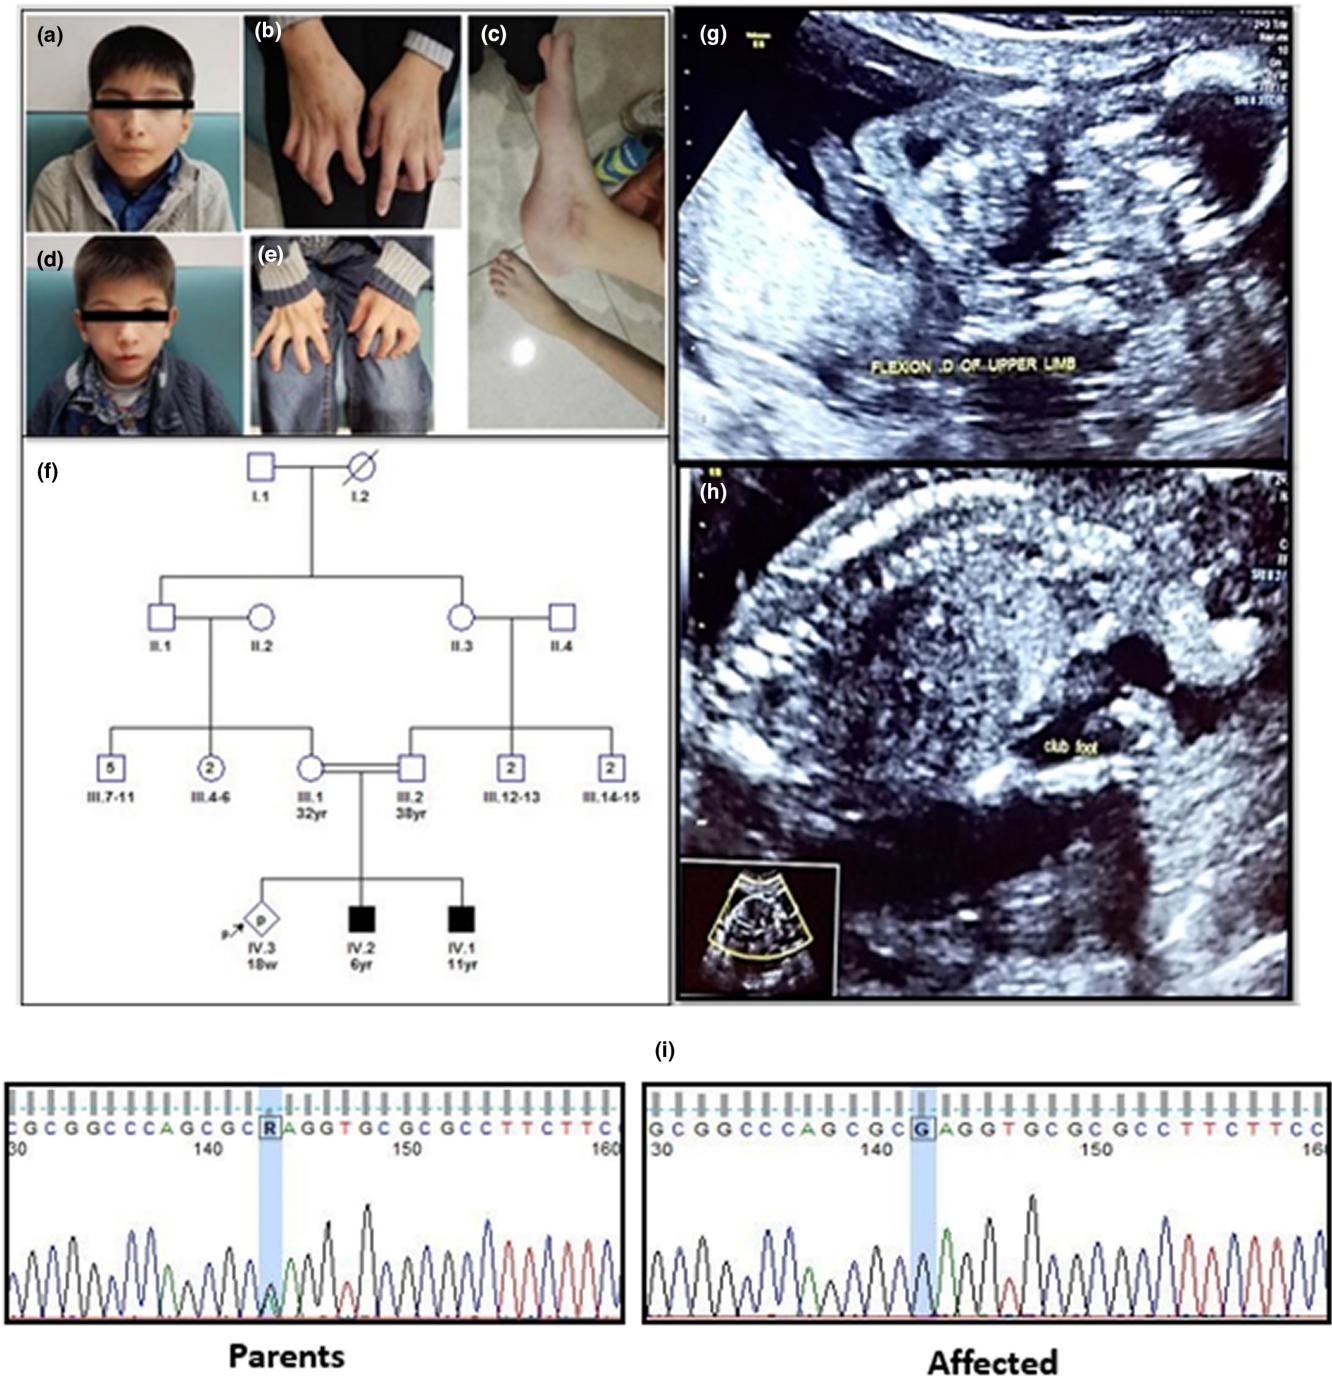 (a)
(b)
(c)
(d)
(e)
(f)
I.1
I.2
II.1
II.2
II.3
II.4
5
2
2
2
III.7-11
III.4-6
III.1
III.2
III.12-13
III.14-15
32yr
38yr
P
P
IV.3
IV.2
IV.1
18w
6yr
11yr
(g)
FLEXION .D OF UPPER LIMB
(h)
club foot
(i)
CGCGGCCCAGCGCRAGGTGCGCGCCTTCTTC
30 140 150 160
Parents
GCGGCCCAGCGCGAGGTGCGCGCCTTCTTCC
30 140 150 16
Affected